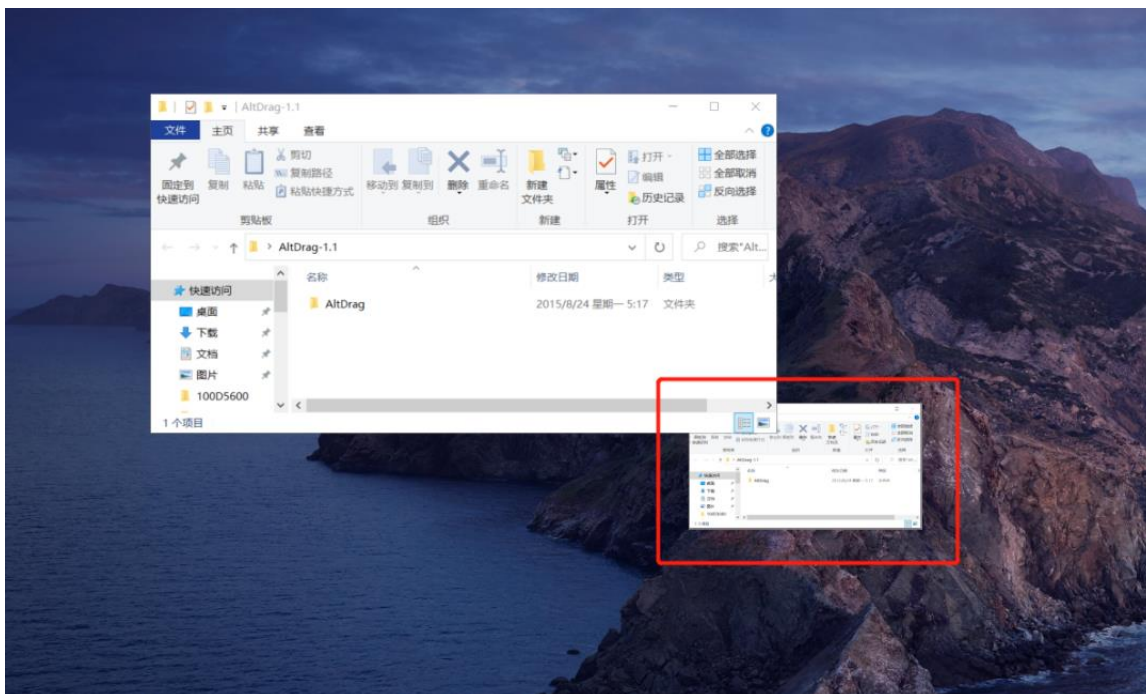 AltDrag-1.1
文件 主页 共享 查看
固定到快速访问
复制
粘贴
剪切
复制路径
粘贴快捷方式
移动到 复制到 删除 重命名
新建文件夹
属性
打开
编辑
历史记录
全部选择
全部取消
反向选择
剪贴板 组织 新建 打开 选择
AltDrag-1.1
搜索"Alt...
名称 修改日期 类型
快速访问
桌面
下载
文档
图片
100D5600
AltDrag 2015/8/24 星期一 5:17 文件夹
1 个项目
AltDrag-1.1
AltDrag